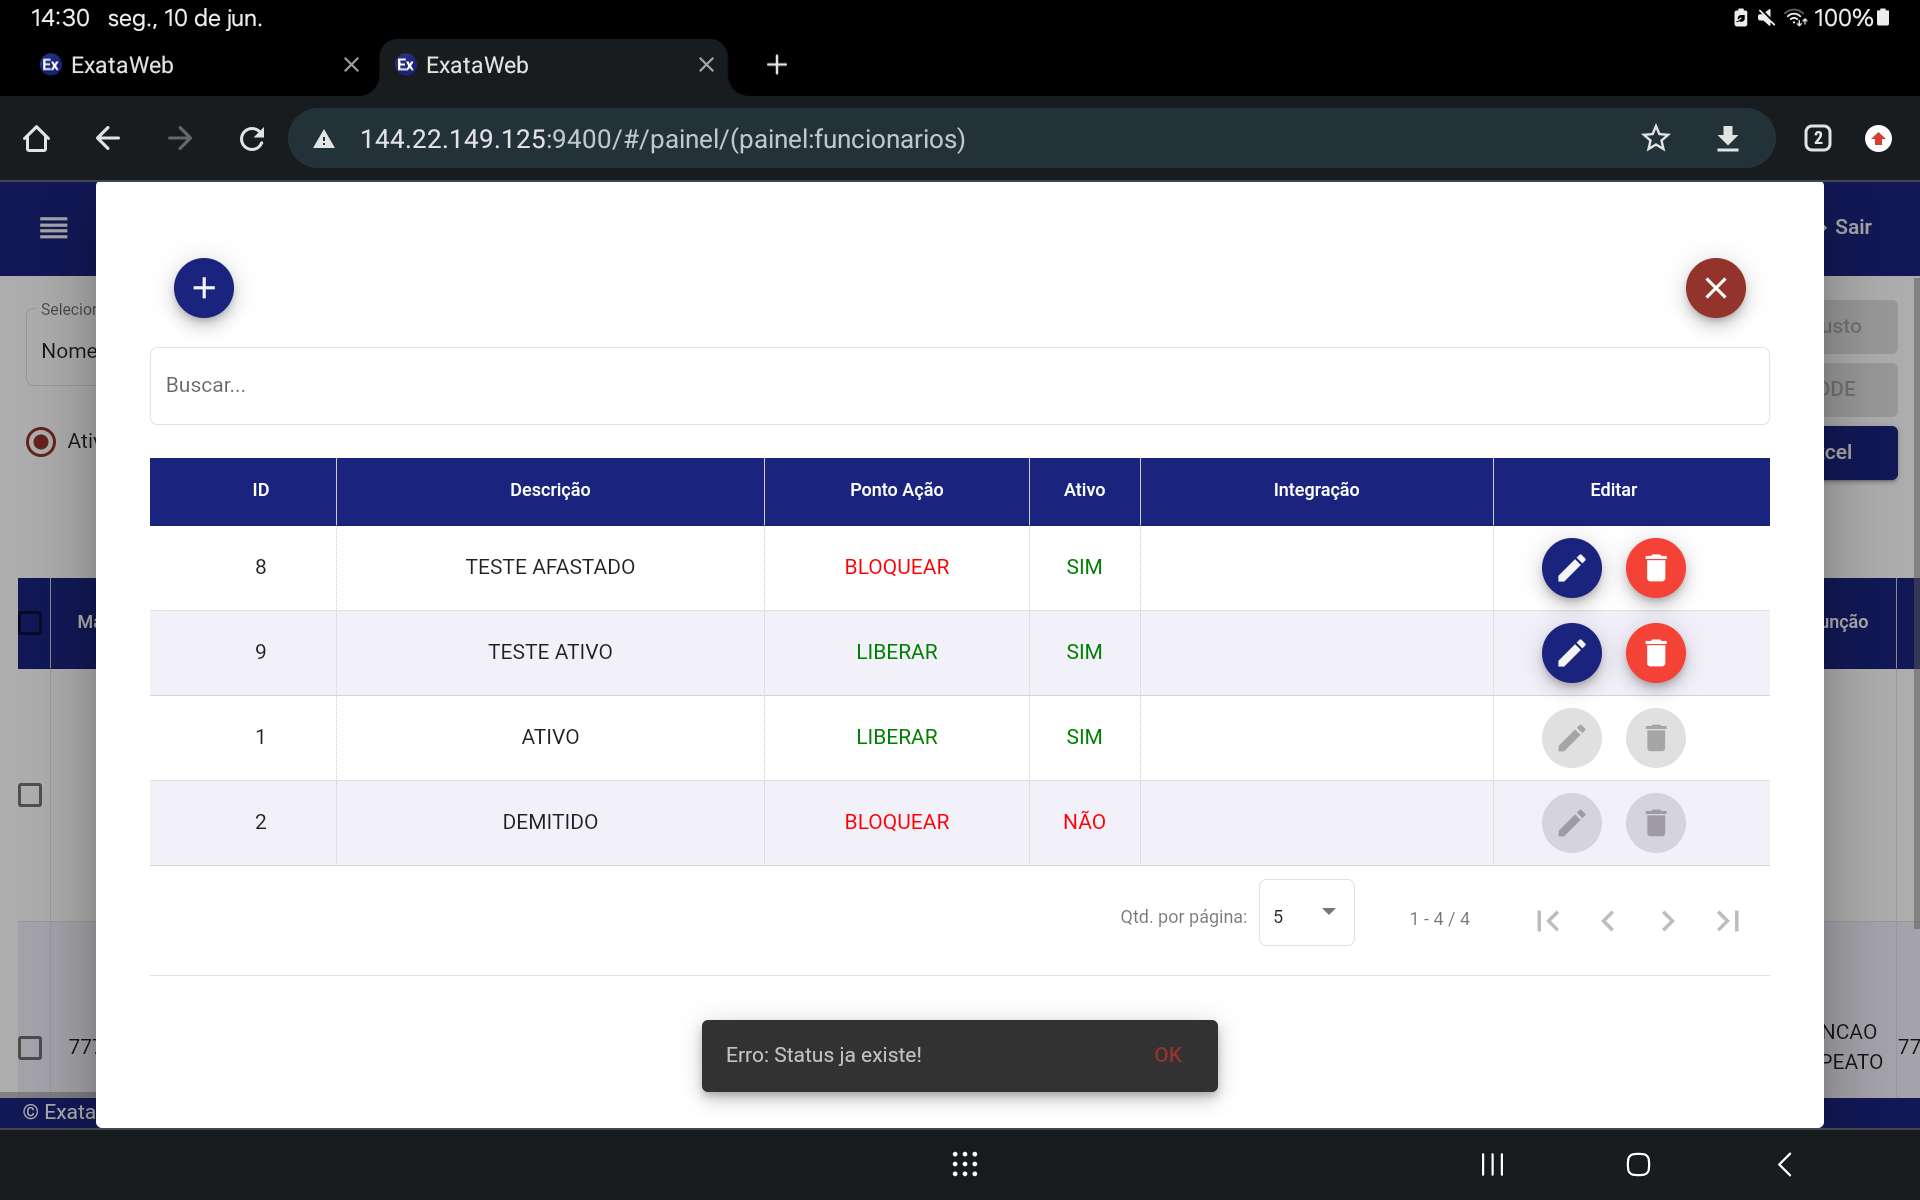 14:30 seg., 10 de jun.
100%
Ex ExataWeb
Ex ExataWeb
144.22.149.125:9400/#/painel/(painel:funcionarios)
2
Sair
Selecion
Nome
Ativ
usto
ODE
cel
Buscar...
ID Descrição Ponto Ação Ativo Integração Editar
8 TESTE AFASTADO BLOQUEAR SIM
9 TESTE ATIVO LIBERAR SIM
1 ATIVO LIBERAR SIM
2 DEMITIDO BLOQUEAR NÃO
Ma
unção
Qtd. por página: 5 1 - 4 / 4
777
NCAO
PEATO
77
Erro: Status ja existe! OK
© Exata